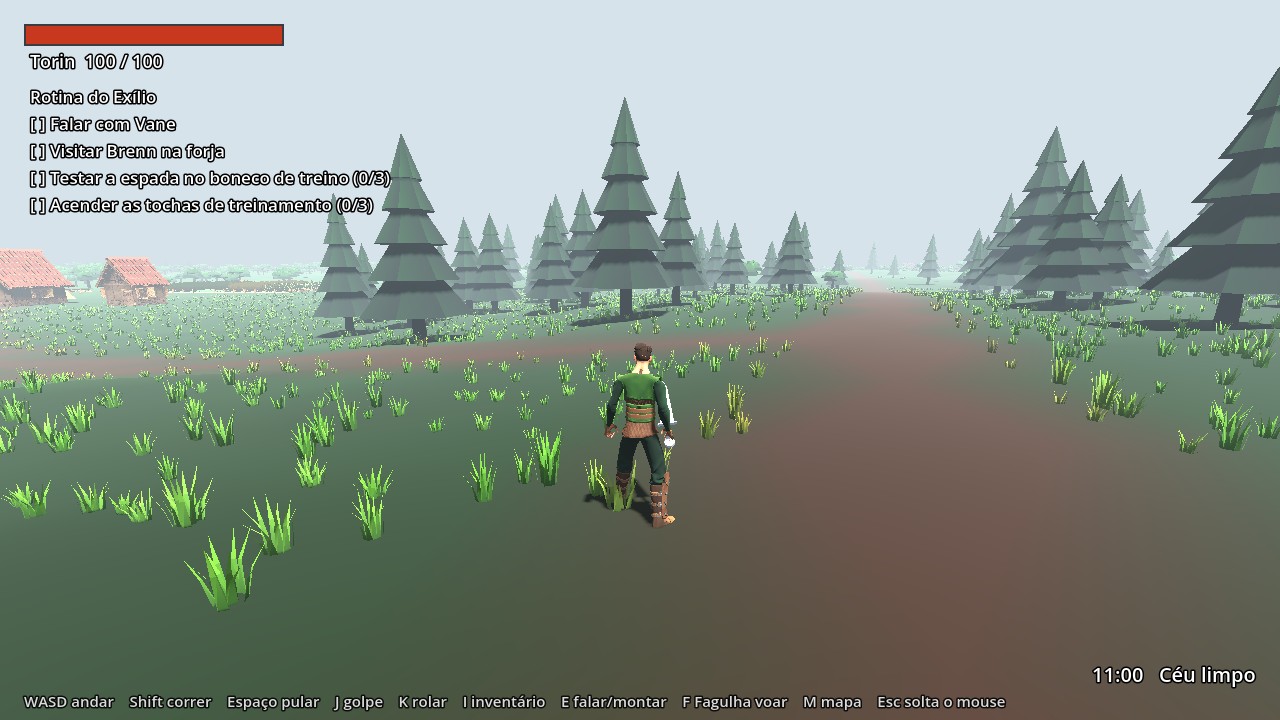 Torin 100 / 100
Rotina do Exílio
[ ] Falar com Vane
[ ] Visitar Brenn na forja
[ ] Testar a espada no boneco de treino (0/3)
[ ] Acender as tochas de treinamento (0/3)
11:00 Céu limpo
WASD andar Shift correr Espaço pular J golpe K rolar I inventário E falar/montar F Fagulha voar M mapa Esc solta o mouse